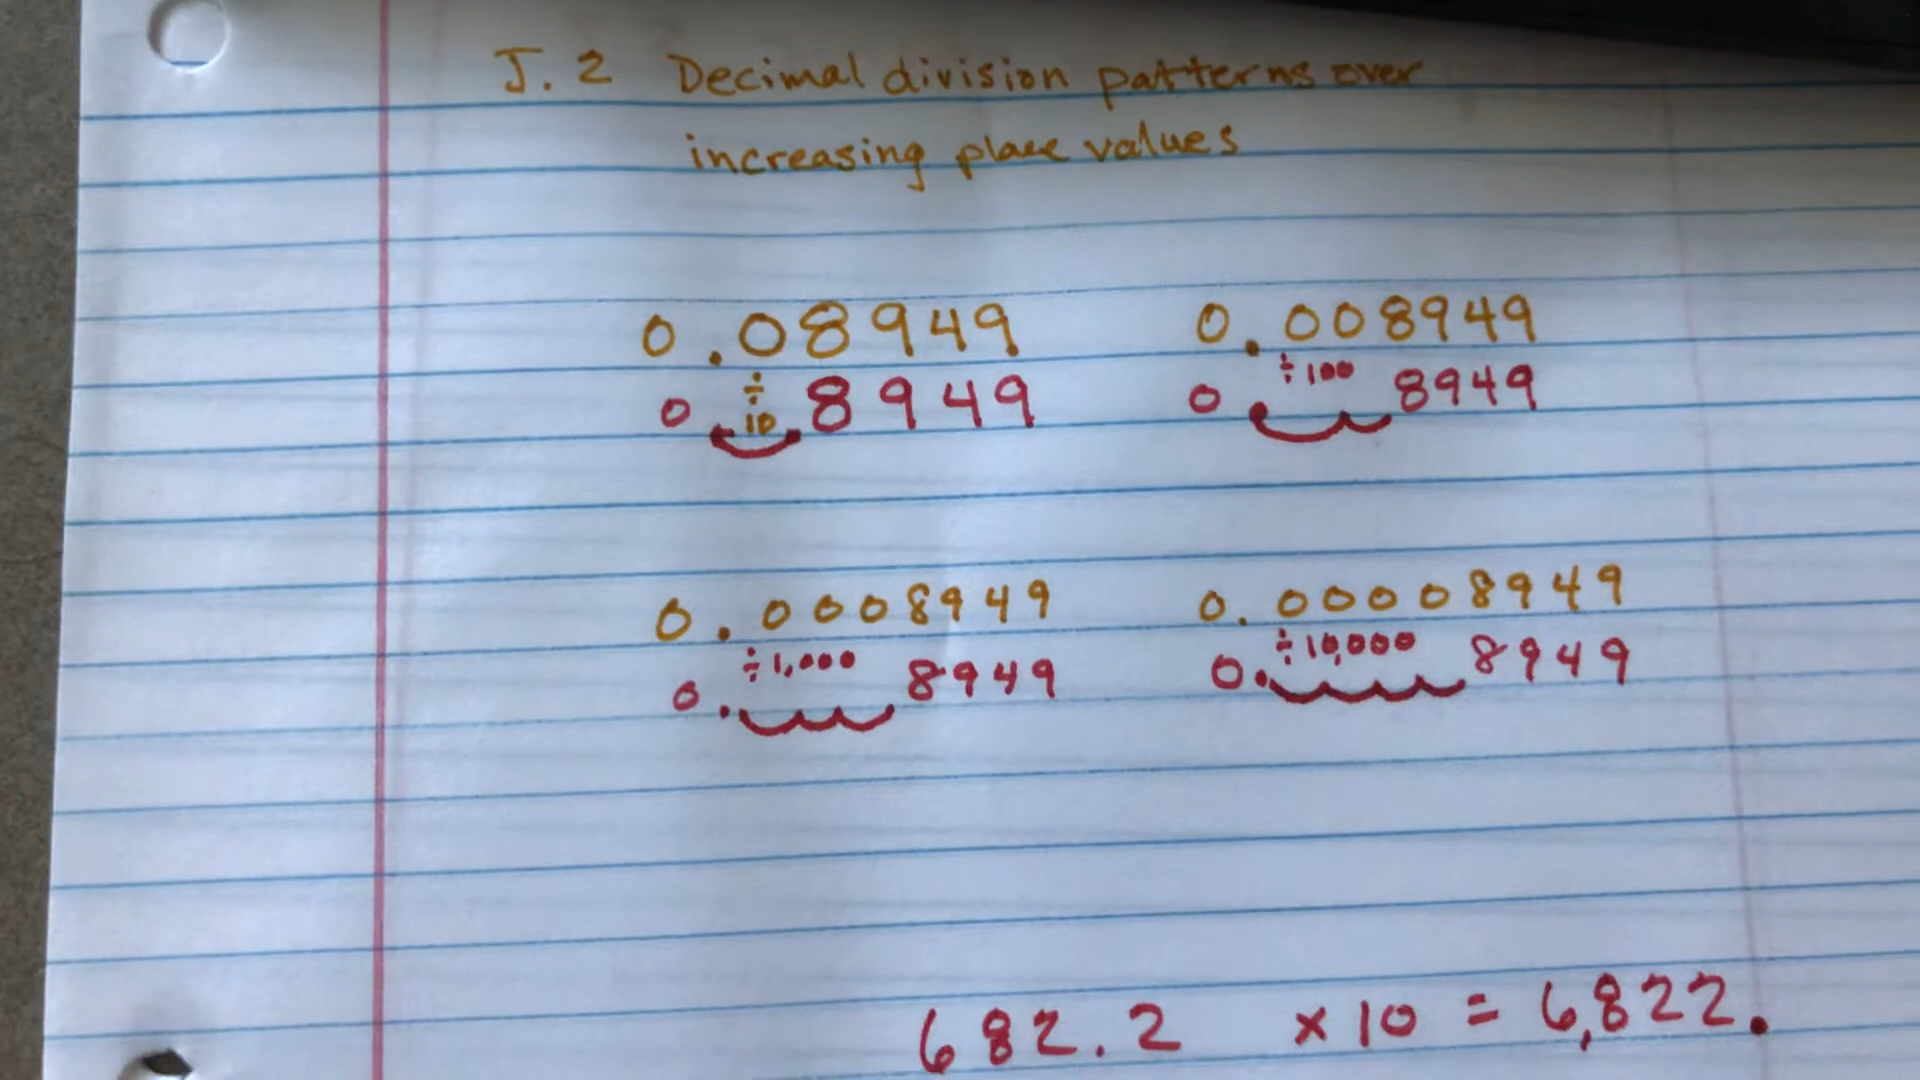 J.2 Decimal division patterns over
increasing place values
0.08949 0.008949
0 . ÷ 10 . 8949 0 . ÷100 8949
0.0008949 0.00008949
0. ÷1,000 8949 0. ÷10,000 8949
682.2 x 10 = 6,822.